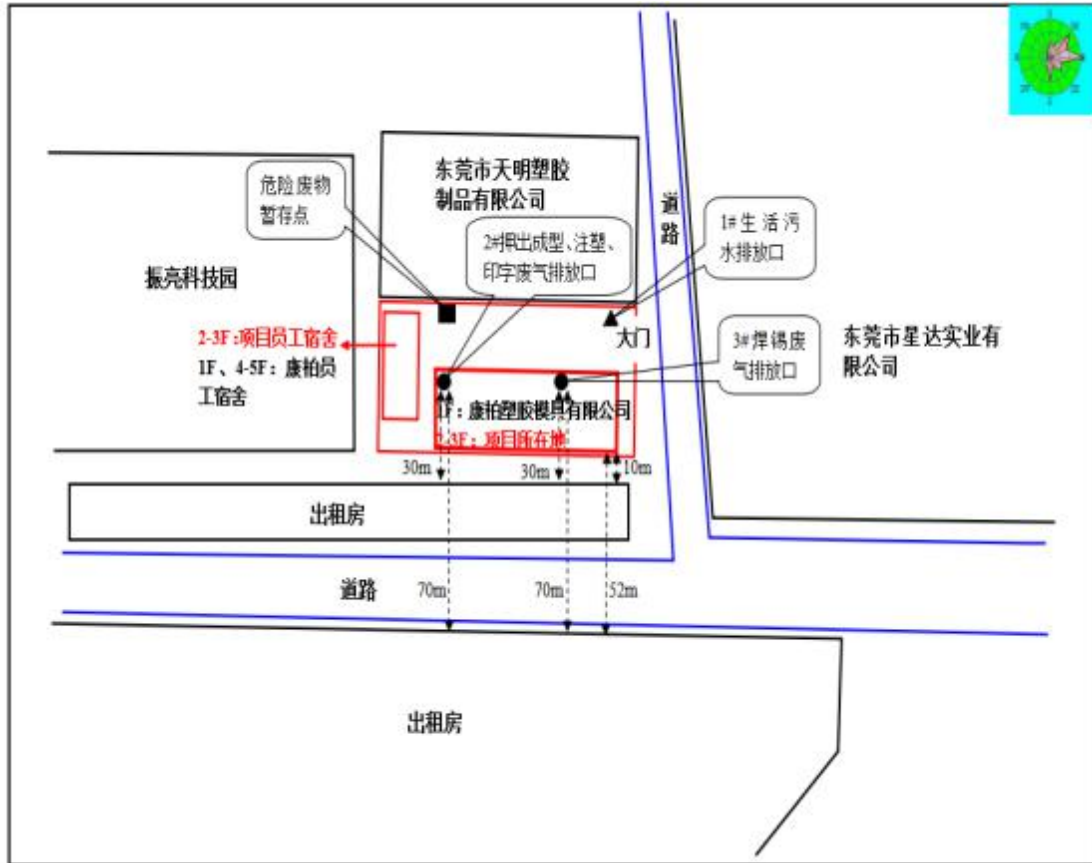 东莞市天明塑胶
制品有限公司
危险废物
暂存点
道
路
1#生活污
水排放口
2#押出成型、注塑、
印字废气排放口
振亮科技园
大门
3#焊锡废
气排放口
东莞市星达实业有
限公司
2-3F:项目员工宿舍
1F、4-5F：康柏员
工宿舍
1F：康柏塑胶模具有限公司
2-3F：项目所在地
30m
30m
10m
出租房
道路
70m
70m
52m
出租房